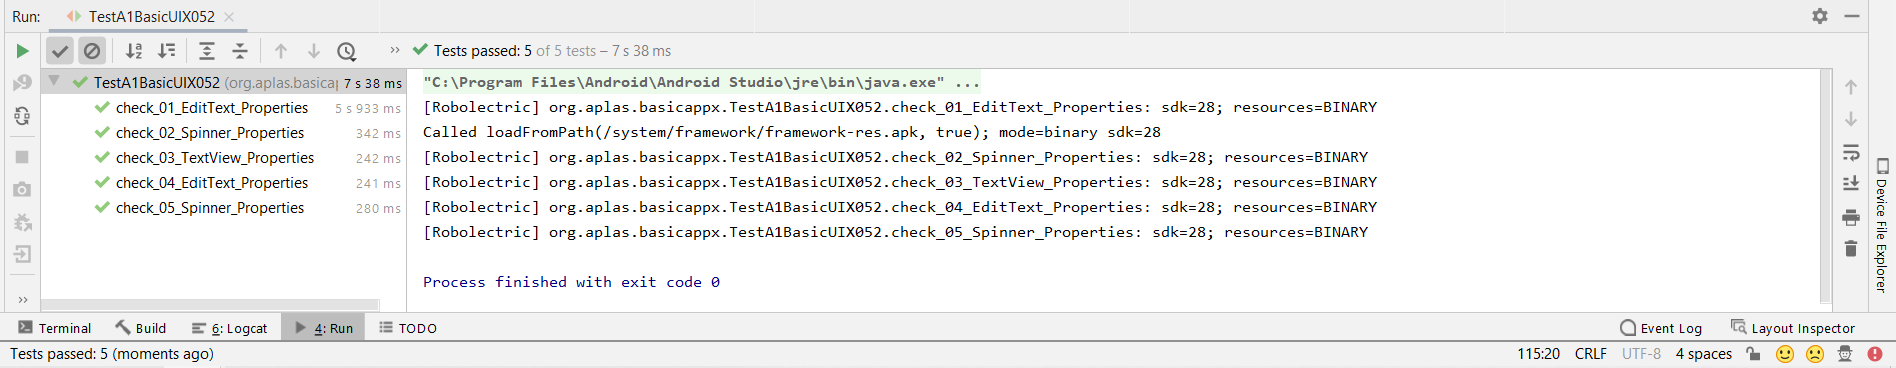 Run: TestA1BasicUIX052
Tests passed: 5 of 5 tests – 7 s 38 ms
TestA1BasicUIX052 (org.aplas.basica 7 s 38 ms
check_01_EditText_Properties 5 s 933 ms
check_02_Spinner_Properties 342 ms
check_03_TextView_Properties 242 ms
check_04_EditText_Properties 241 ms
check_05_Spinner_Properties 280 ms
"C:\Program Files\Android\Android Studio\jre\bin\java.exe" ...
[Robolectric] org.aplas.basicappx.TestA1BasicUIX052.check_01_EditText_Properties: sdk=28; resources=BINARY
Called loadFromPath(/system/framework/framework-res.apk, true); mode=binary sdk=28
[Robolectric] org.aplas.basicappx.TestA1BasicUIX052.check_02_Spinner_Properties: sdk=28; resources=BINARY
[Robolectric] org.aplas.basicappx.TestA1BasicUIX052.check_03_TextView_Properties: sdk=28; resources=BINARY
[Robolectric] org.aplas.basicappx.TestA1BasicUIX052.check_04_EditText_Properties: sdk=28; resources=BINARY
[Robolectric] org.aplas.basicappx.TestA1BasicUIX052.check_05_Spinner_Properties: sdk=28; resources=BINARY
Process finished with exit code 0
Device File Explorer
Terminal Build 6: Logcat 4: Run TODO Event Log Layout Inspector
Tests passed: 5 (moments ago) 115:20 CRLF UTF-8 4 spaces